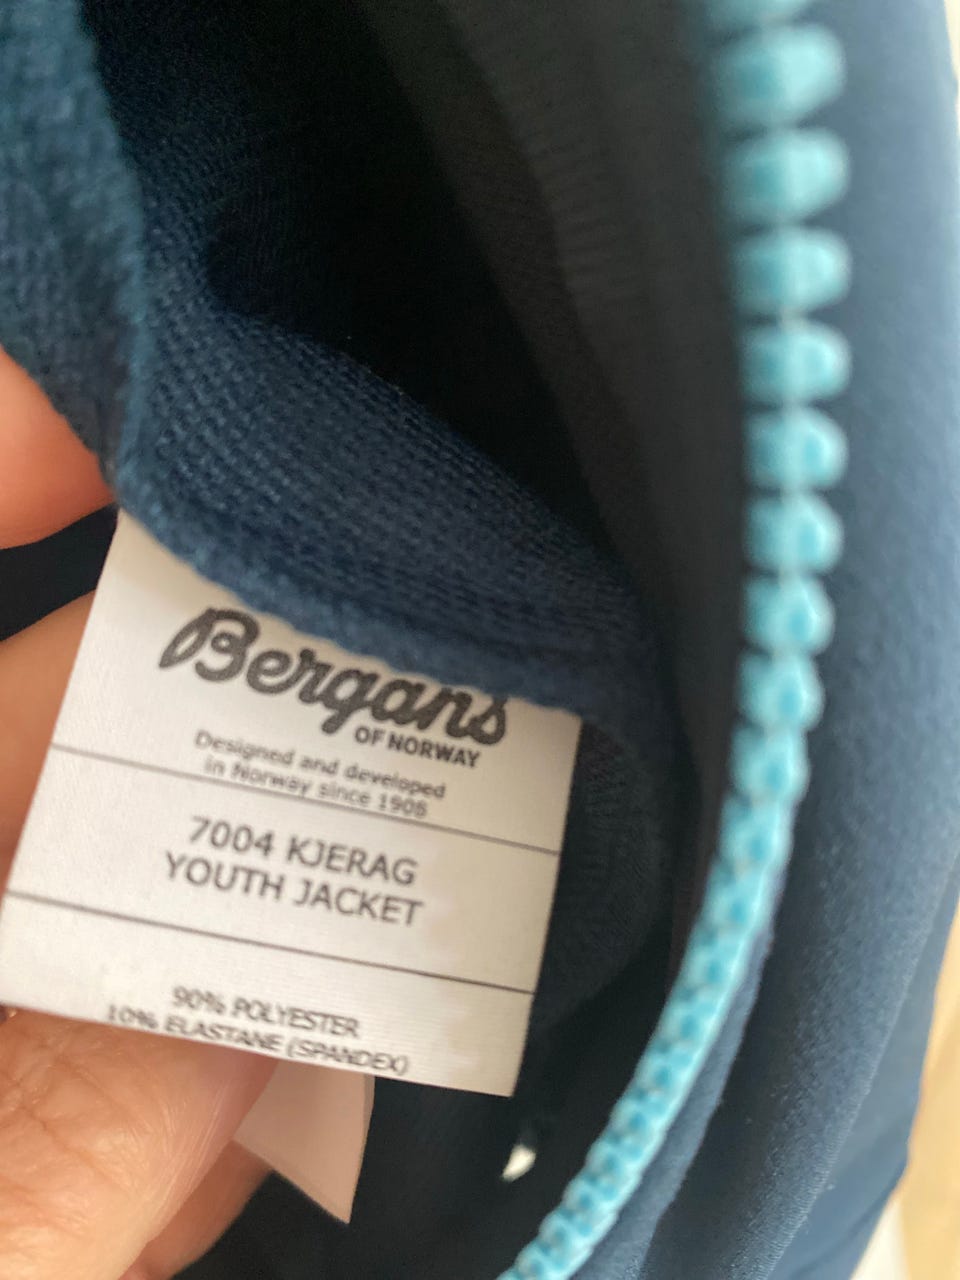 Bergans
OF NORWAY
Designed and developed
in Norway since 1908
7004 KJERAG
YOUTH JACKET
90% POLYESTER
10% ELASTANE (SPANDEX)